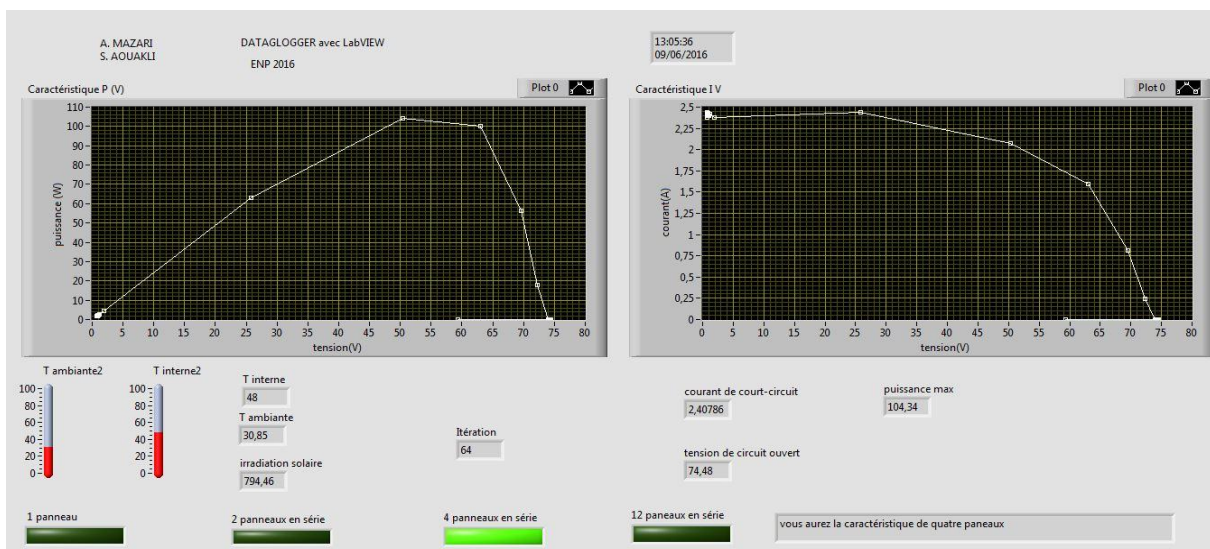 A. MAZARI
S. AOUAKLI
DATAGLOGGER avec LabVIEW
ENP 2016
13:05:36
09/06/2016
Caractéristique P (V)
Plot 0
110
100
90
80
70
60
50
40
30
20
10
0
puissance (W)
0 5 10 15 20 25 30 35 40 45 50 55 60 65 70 75 80
tension(V)
Caractéristique I V
Plot 0
2,5
2,25
2
1,75
1,5
1,25
1
0,75
0,5
0,25
0
courant(A)
0 5 10 15 20 25 30 35 40 45 50 55 60 65 70 75 80
tension(V)
T ambiante2
100
80
60
40
20
0
T interne2
100
80
60
40
20
0
T interne
48
T ambiante
30,85
irradiation solaire
794,46
Itération
64
courant de court-circuit
2,40786
puissance max
104,34
tension de circuit ouvert
74,48
1 panneau
2 panneaux en série
4 panneaux en série
12 paneaux en série
vous aurez la caractéristique de quatre paneaux